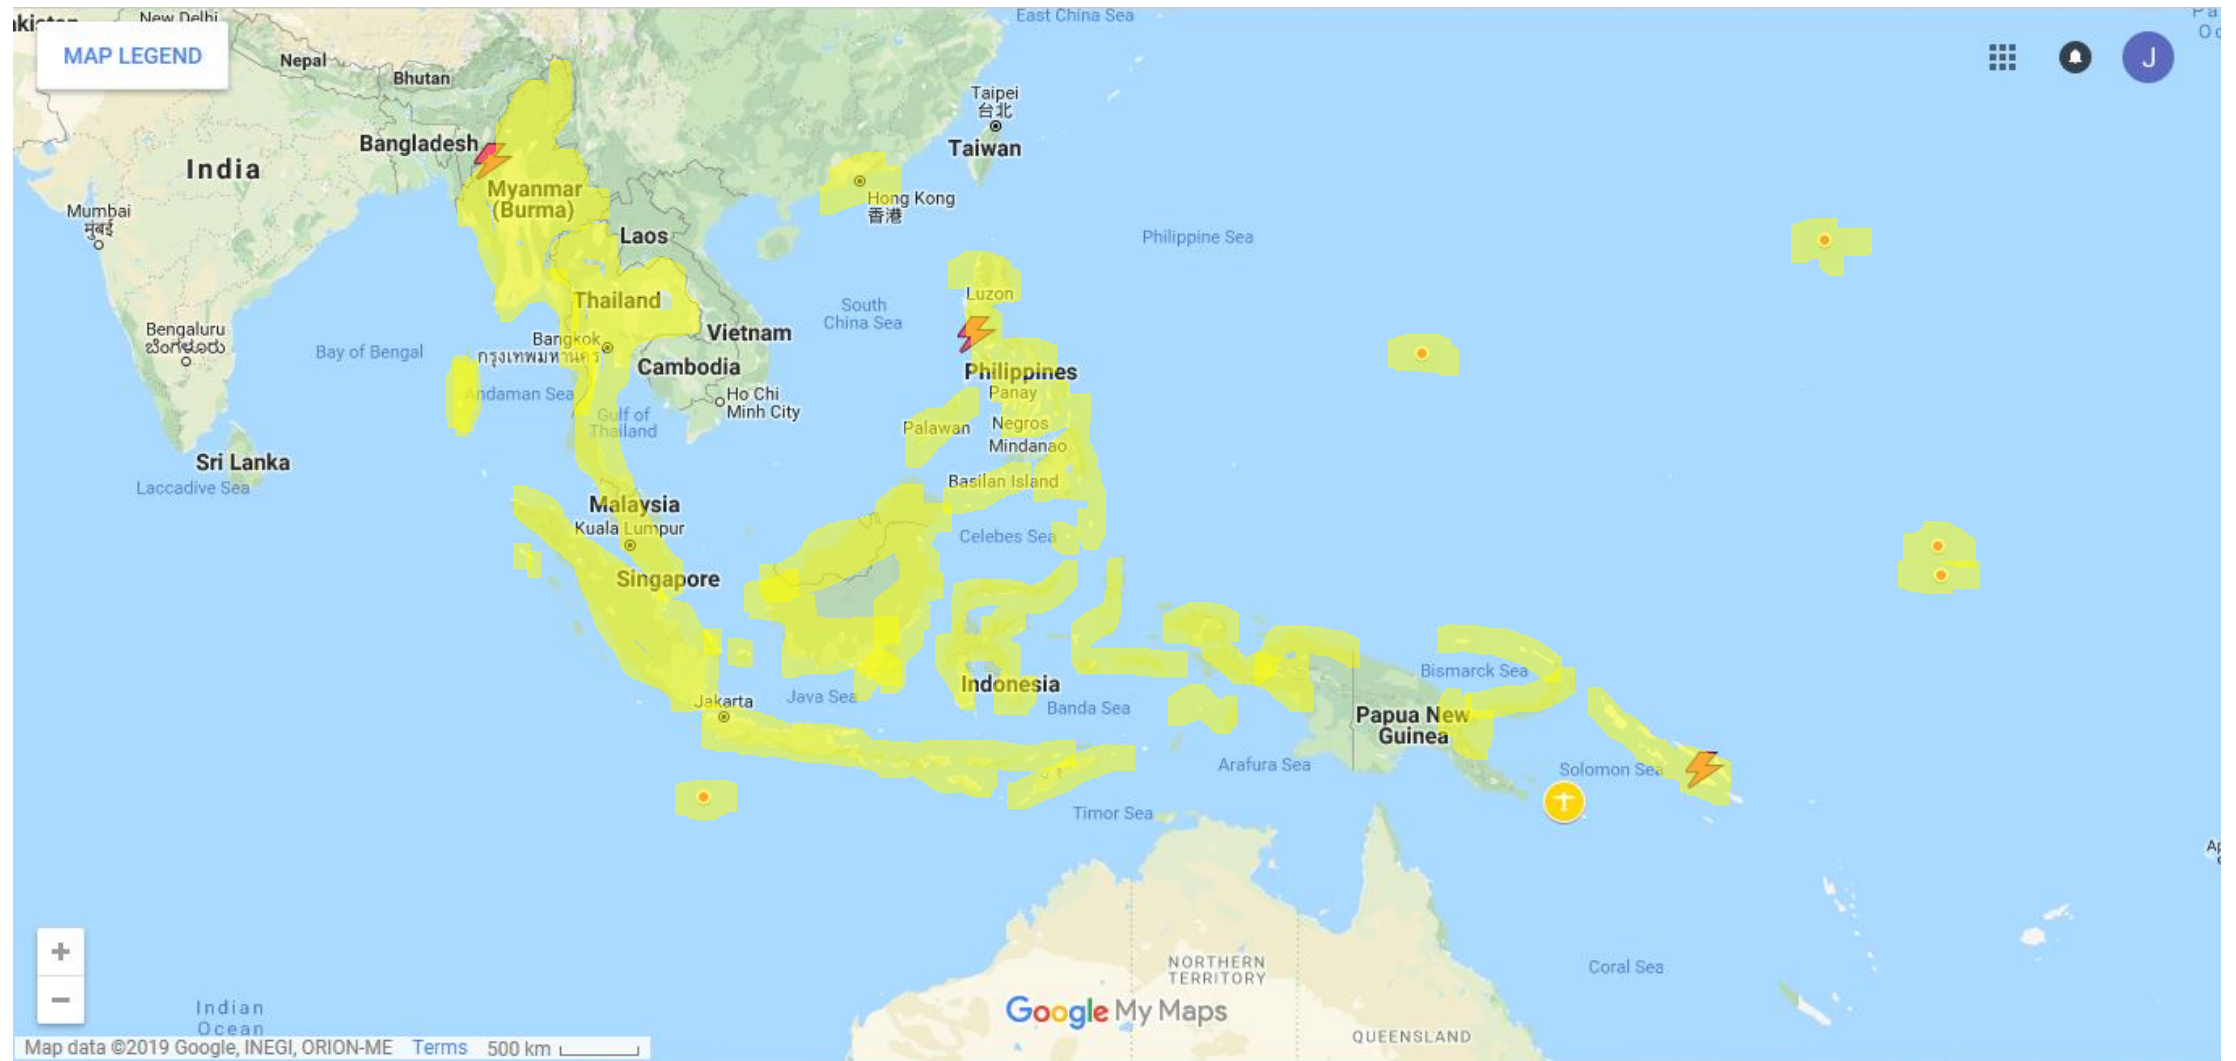 East China Sea
New Delhi
MAP LEGEND
Nepal
Bhutan
J
Taipei
台北
Bangladesh
Taiwan
India
Myanmar
(Burma)
Hong Kong
香港
Mumbai
मुंबई
Laos
Philippine Sea
Luzon
Thailand
South
China Sea
Bengaluru
ಬೆಂಗಳೂರು
Vietnam
Bangkok
กรุงเทพมหานคร
Bay of Bengal
Cambodia
Philippines
Panay
Andaman Sea
Ho Chi
Minh City
Gulf of
Thailand
Palawan
Negros
Mindanao
Sri Lanka
Laccadive Sea
Basilan Island
Malaysia
Kuala Lumpur
Celebes Sea
Singapore
Bismarck Sea
Indonesia
Jakarta
Java Sea
Banda Sea
Papua New
Guinea
Arafura Sea
Solomon Sea
Timor Sea
+
NORTHERN
TERRITORY
Coral Sea
−
Indian
Ocean
Google My Maps
QUEENSLAND
Map data ©2019 Google, INEGI, ORION-ME Terms 500 km